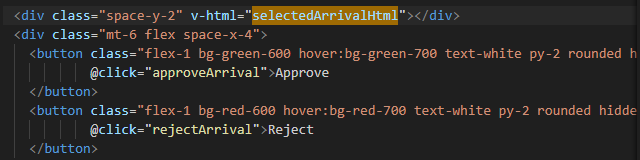 <div class="space-y-2" v-html="selectedArrivalHtml"></div>
<div class="mt-6 flex space-x-4">
<button class="flex-1 bg-green-600 hover:bg-green-700 text-white py-2 rounded h
@click="approveArrival">Approve
</button>
<button class="flex-1 bg-red-600 hover:bg-red-700 text-white py-2 rounded hidde
@click="rejectArrival">Reject
</button>